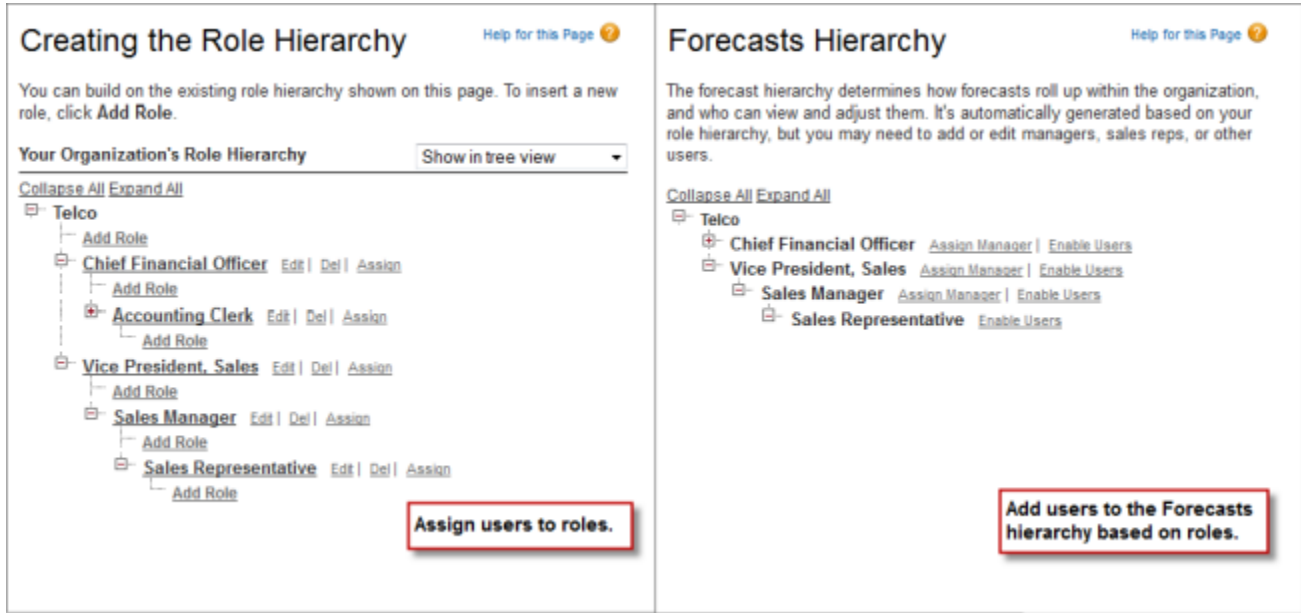 Creating the Role Hierarchy
Help for this Page ?
You can build on the existing role hierarchy shown on this page. To insert a new
role, click Add Role.
Your Organization's Role Hierarchy
Show in tree view
Collapse All Expand All
Telco
Add Role
Chief Financial Officer Edit | Del | Assign
Add Role
Accounting Clerk Edit | Del | Assign
Add Role
Vice President, Sales Edit | Del | Assign
Add Role
Sales Manager Edit | Del | Assign
Add Role
Sales Representative Edit | Del | Assign
Add Role
Assign users to roles.
Forecasts Hierarchy
Help for this Page ?
The forecast hierarchy determines how forecasts roll up within the organization,
and who can view and adjust them. It's automatically generated based on your
role hierarchy, but you may need to add or edit managers, sales reps, or other
users.
Collapse All Expand All
Telco
Chief Financial Officer Assign Manager | Enable Users
Vice President, Sales Assign Manager | Enable Users
Sales Manager Assign Manager | Enable Users
Sales Representative Enable Users
Add users to the Forecasts
hierarchy based on roles.